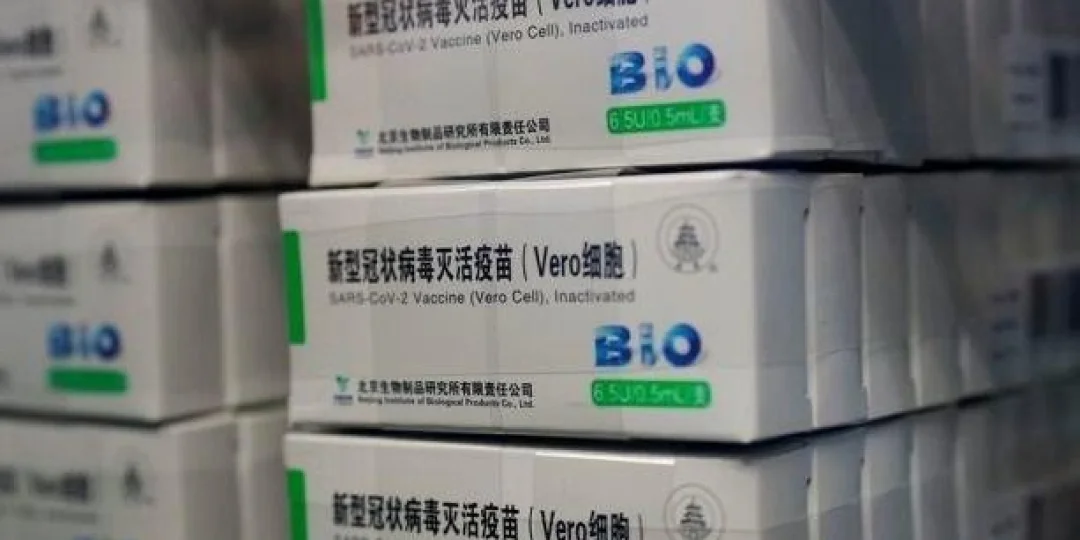 新型冠状病毒灭活疫苗（Vero细胞）
SARS-CoV-2 Vaccine (Vero Cell), Inactivated
BIO
6.5U/0.5mL/支
北京生物制品研究所有限责任公司
Beijing Institute of Biological Products Co., Ltd.
新型冠状病毒灭活疫苗（Vero细胞）
SARS-CoV-2 Vaccine (Vero Cell), Inactivated
BIO
6.5U/0.5mL/支
北京生物制品研究所有限责任公司
Beijing Institute of Biological Products Co., Ltd.
新型冠状病毒灭活疫苗（Vero细胞）
BIO
BIO